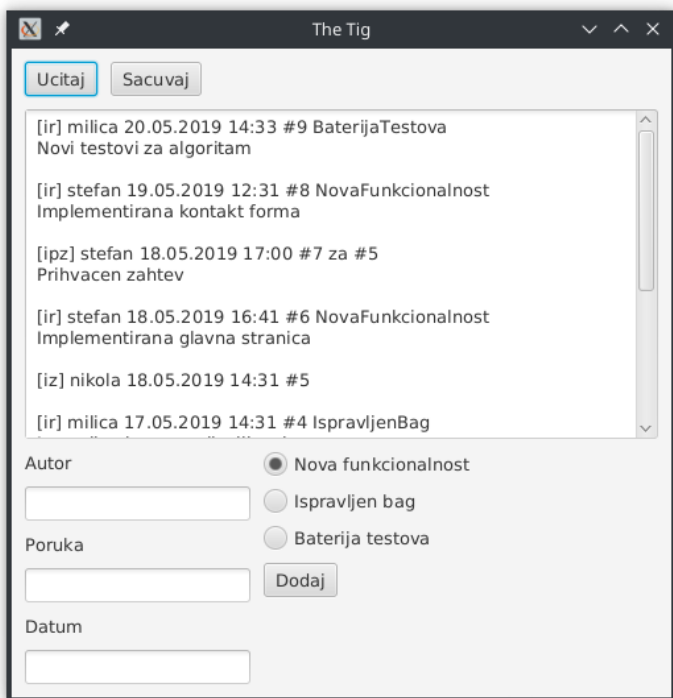 The Tig
Ucitaj Sacuvaj
[ir] milica 20.05.2019 14:33 #9 BaterijaTestova
Novi testovi za algoritam
[ir] stefan 19.05.2019 12:31 #8 NovaFunkcionalnost
Implementirana kontakt forma
[ipz] stefan 18.05.2019 17:00 #7 za #5
Prihvacen zahtev
[ir] stefan 18.05.2019 16:41 #6 NovaFunkcionalnost
Implementirana glavna stranica
[iz] nikola 18.05.2019 14:31 #5
[ir] milica 17.05.2019 14:31 #4 IspravljenBag
Autor
Nova funkcionalnost
Ispravljen bag
Poruka
Baterija testova
Dodaj
Datum